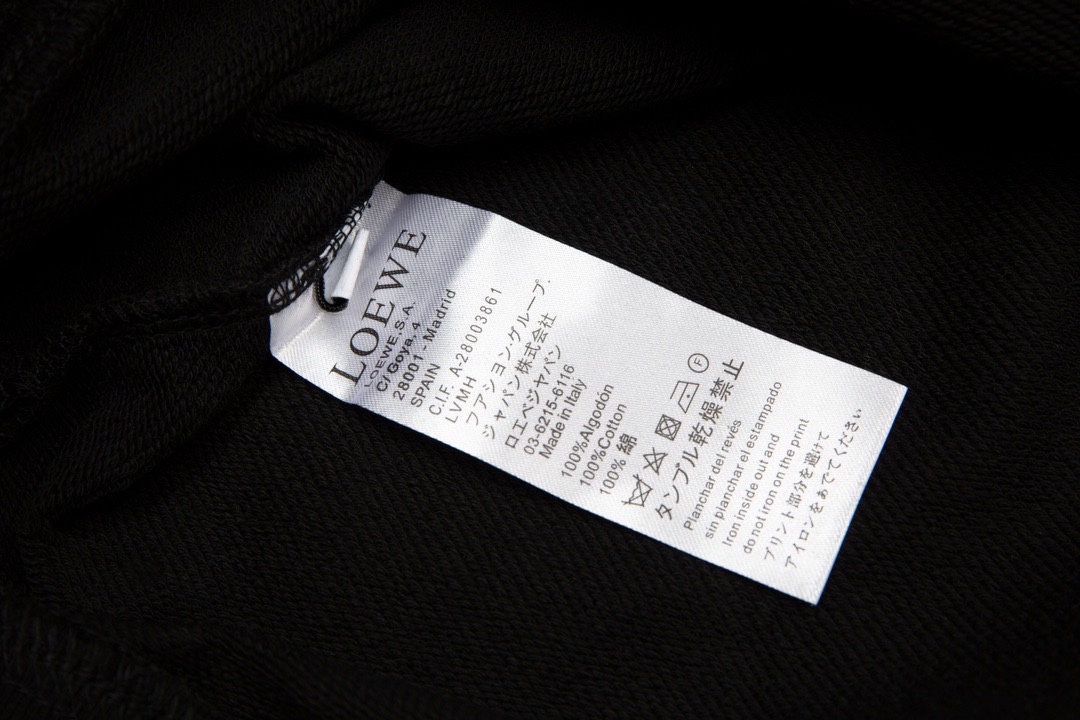 LOEWE
LOEWE,S.A.
C/Goya, 4
28001 - Madrid
SPAIN
C.I.F. A-28003861
LVMH
ファション·グループ.
ジャパン株式会社
ロエベジャパン
03-6215-6116
Made in Italy
100%Algodón
100%Cotton
100% 綿
F
タンブル乾燥禁止
Planchar del revés
sin planchar el estampado
Iron inside out and
do not iron on the print
プリント部分を避けて
アイロンをあててください